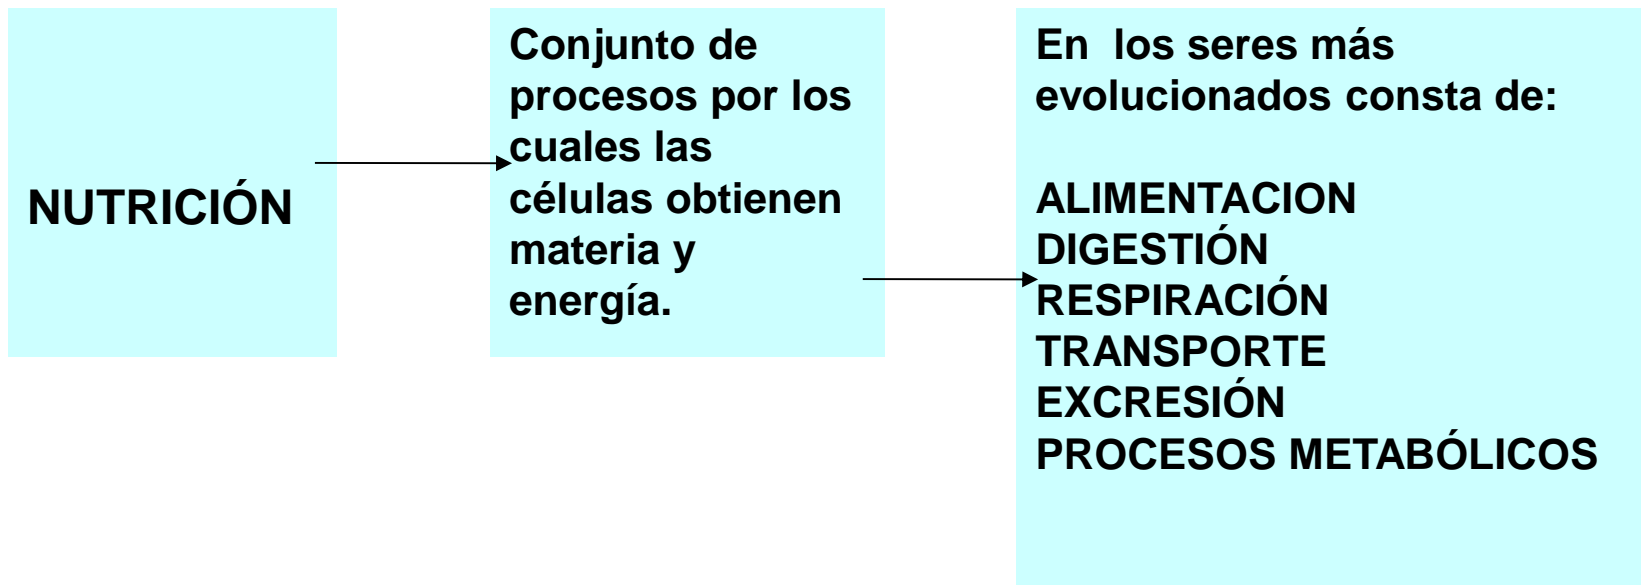 NUTRICIÓN
Conjunto de
procesos por los
cuales las
células obtienen
materia y
energía.
En  los seres más
evolucionados consta de:
ALIMENTACION
DIGESTIÓN
RESPIRACIÓN
TRANSPORTE
EXCRESIÓN
PROCESOS METABÓLICOS